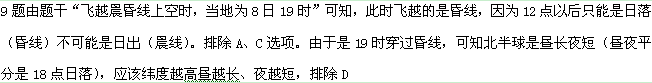 9题由题干“飞越晨昏线上空时，当地为8日19时”可知，此时飞越的是昏线，因为12点以后只能是日落
（昏线）不可能是日出（晨线）。排除A、C选项。由于是19时穿过昏线，可知北半球是昼长夜短（昼夜平
分是18点日落），应该纬度越高昼越长、夜越短，排除D